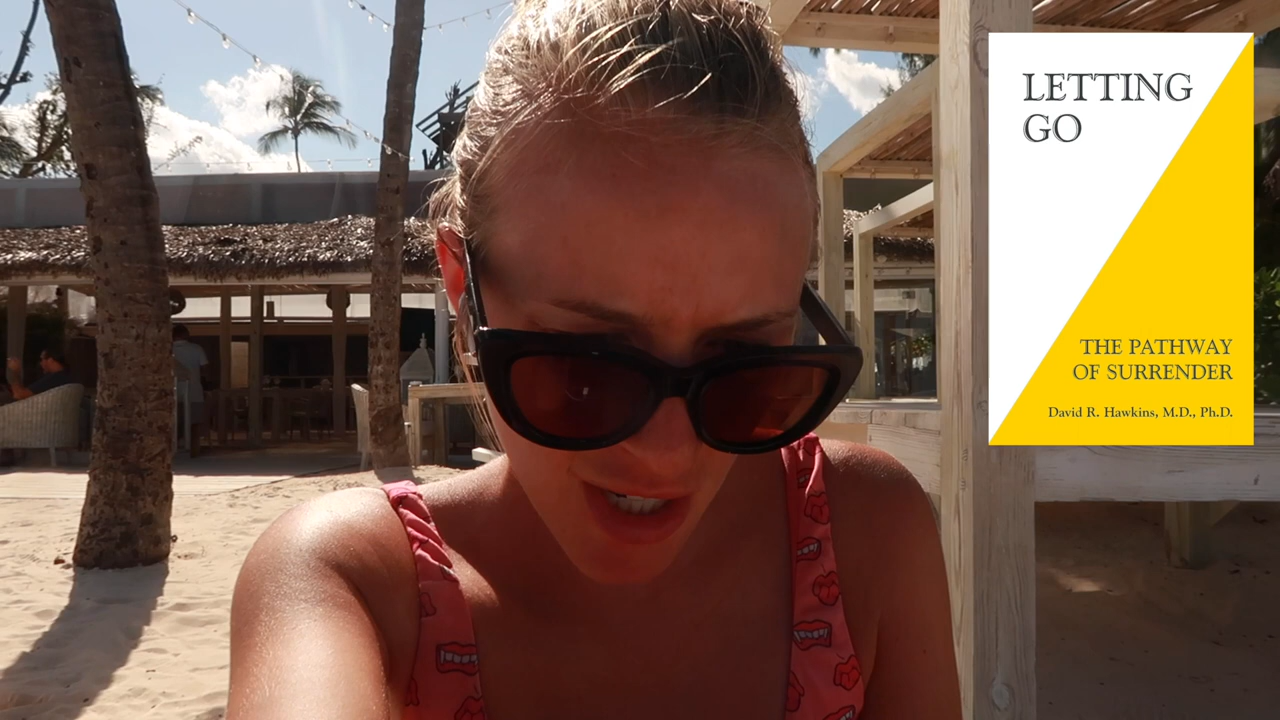 LETTING
GO
THE PATHWAY
OF SURRENDER
David R. Hawkins, M.D., Ph.D.